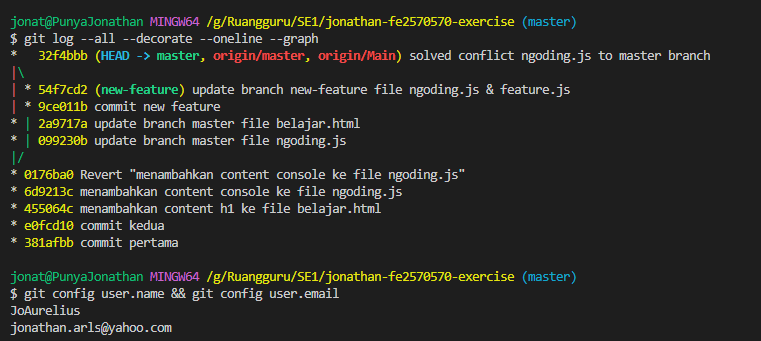 jonat@PunyaJonathan MINGW64 /g/Ruangguru/SE1/jonathan-fe2570570-exercise (master)
$ git log --all --decorate --oneline --graph
*   32f4bbb (HEAD -> master, origin/master, origin/Main) solved conflict ngoding.js to master branch
|\
| * 54f7cd2 (new-feature) update branch new-feature file ngoding.js & feature.js
| * 9ce011b commit new feature
* | 2a9717a update branch master file belajar.html
* | 099230b update branch master file ngoding.js
|/
* 0176ba0 Revert "menambahkan content console ke file ngoding.js"
* 6d9213c menambahkan content console ke file ngoding.js
* 455064c menambahkan content h1 ke file belajar.html
* e0fcd10 commit kedua
* 381afbb commit pertama
jonat@PunyaJonathan MINGW64 /g/Ruangguru/SE1/jonathan-fe2570570-exercise (master)
$ git config user.name && git config user.email
JoAurelius
jonathan.arls@yahoo.com